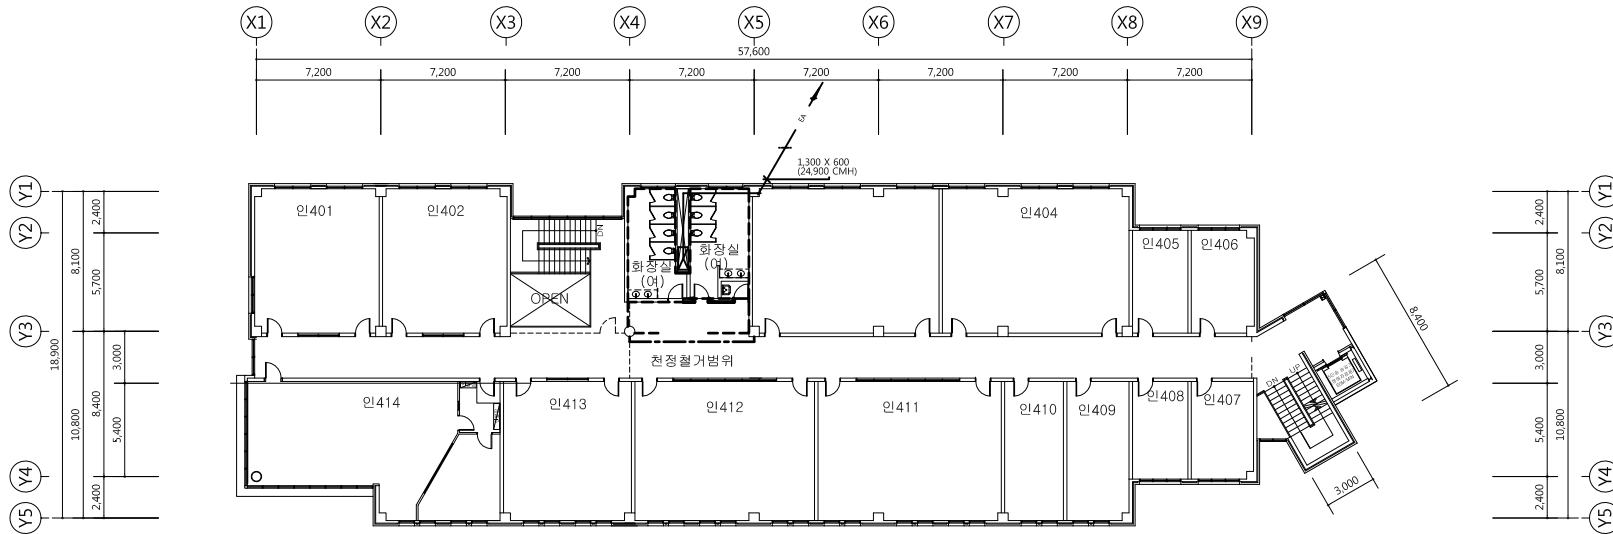 X1 X2 X3 X4 X5 X6 X7 X8 X9
57,600
7,200 7,200 7,200 7,200 7,200 7,200 7,200 7,200
EA
1,300 X 600
(24,900 CMH)
Y1
Y2
Y3
Y4
Y5
18,900
8,100
10,800
2,400
5,700
3,000
8,400
5,400
2,400
인401
인402
DN
OPEN
화장실
(여)
화장실
(여)
인404
인405
인406
천정철거범위
인414
인413
인412
인411
인410
인409
인408
인407
DN
UP
8,400
3,000
Y1
Y2
Y3
Y4
Y5
2,400
5,700
3,000
5,400
2,400
8,100
10,800